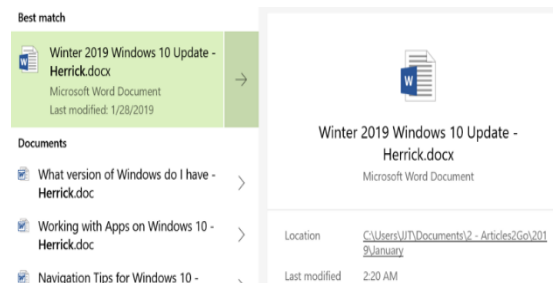 Best match
Winter 2019 Windows 10 Update -
Herrick.docx
Microsoft Word Document
Last modified: 1/28/2019
Documents
What version of Windows do I have -
Herrick.doc
Working with Apps on Windows 10 -
Herrick.doc
Navigation Tips for Windows 10 -
Winter 2019 Windows 10 Update -
Herrick.docx
Microsoft Word Document
Location
C:\Users\JT\Documents\2 - Articles2Go\201
9\January
Last modified
2:20 AM